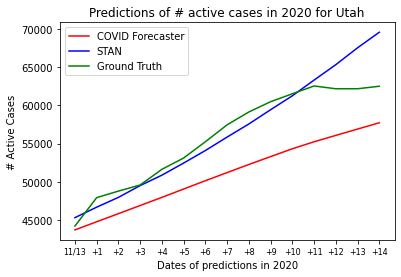 Predictions of # active cases in 2020 for Utah
COVID Forecaster
STAN
Ground Truth
# Active Cases
70000
65000
60000
55000
50000
45000
11/13 +1 +2 +3 +4 +5 +6 +7 +8 +9 +10 +11 +12 +13 +14
Dates of predictions in 2020